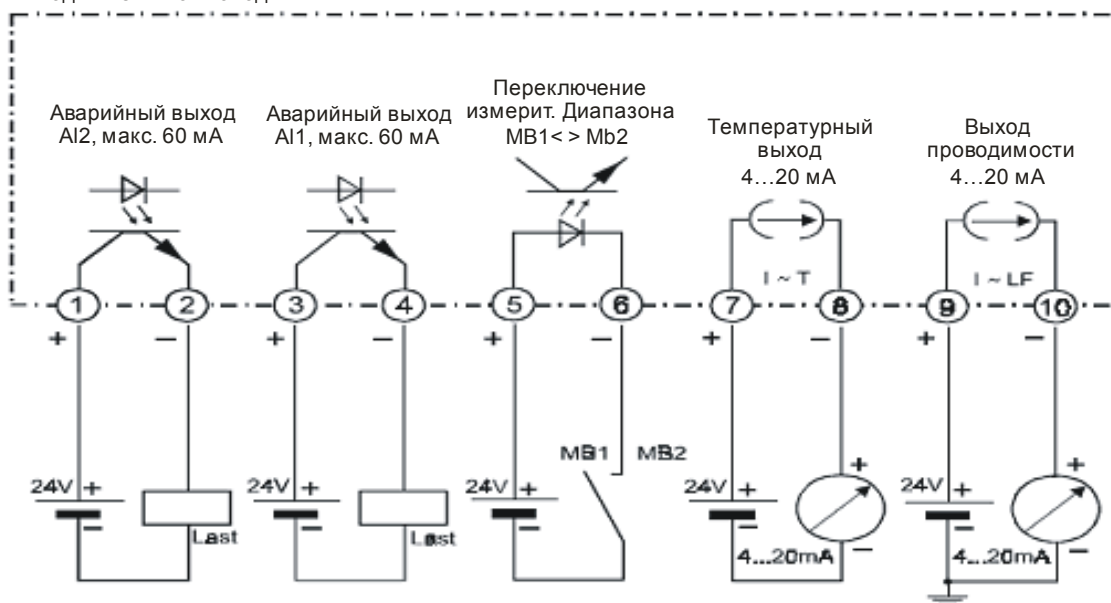 Аварийный выход
Al2, макс. 60 мА
Аварийный выход
Al1, макс. 60 мА
Переключение
измерит. Диапазона
MB1< > Mb2
Температурный
выход
4…20 мА
Выход
проводимости
4…20 мА
I ~ T
I ~ LF
1 2 3 4 5 6 7 8 9 10
+ − + − + − + − + −
MB1 MB2
24V + −
Last
24V + −
Last
24V + −
24V + −
+ −
4...20mA
24V + −
+ −
4...20mA